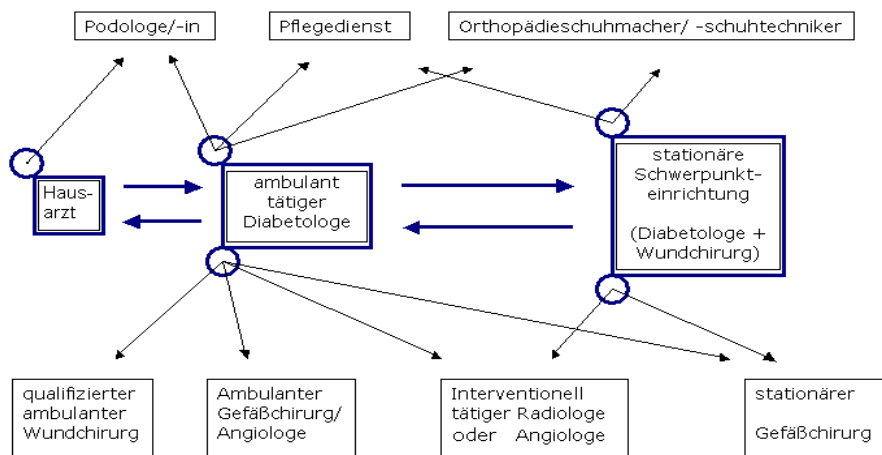 Podologe/-in
Pflegedienst
Orthopädieschuhmacher/ -schuhtechniker
Haus-
arzt
ambulant
tätiger
Diabetologe
stationäre
Schwerpunkt-
einrichtung
(Diabetologe +
Wundchirurg)
qualifizierter
ambulanter
Wundchirurg
Ambulanter
Gefäßchirurg/
Angiologe
Interventionell
tätiger Radiologe
oder Angiologe
stationärer
Gefäßchirurg